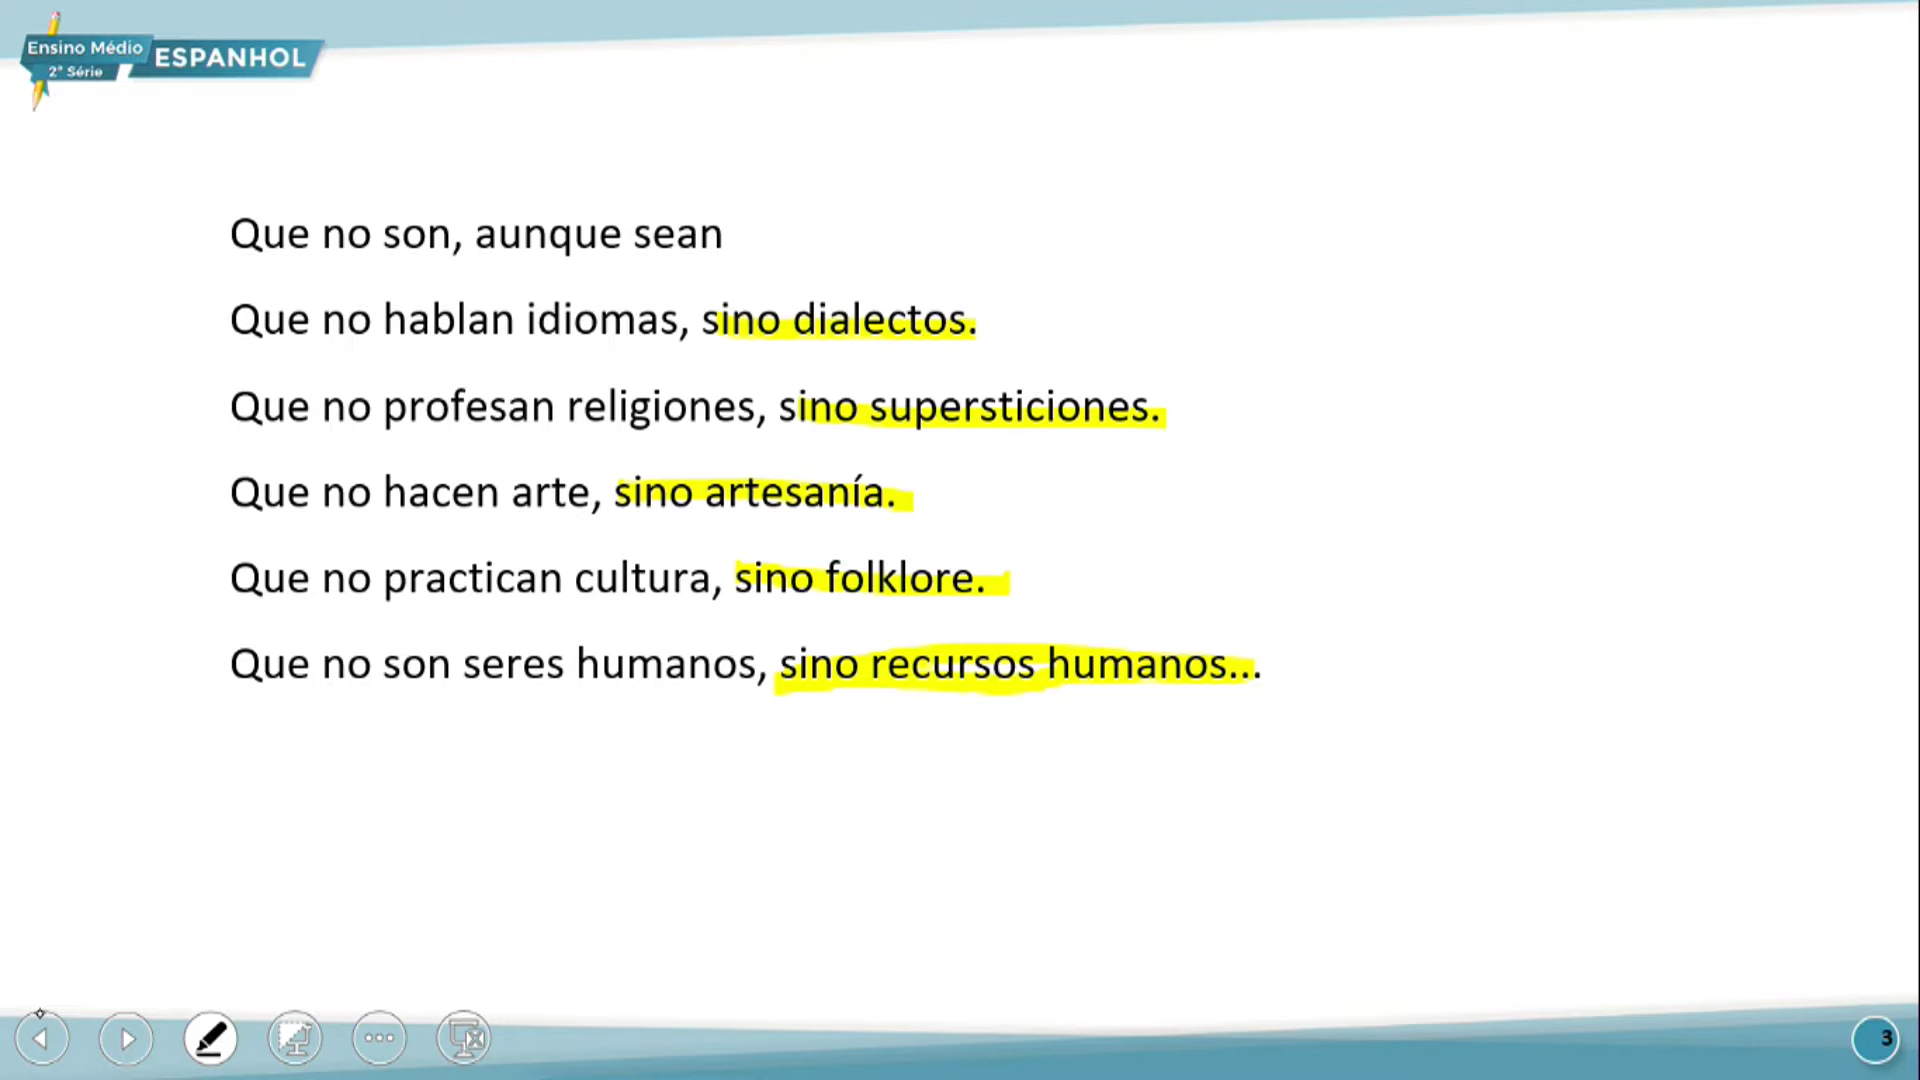 Ensino Médio
2ª Série
ESPANHOL
Que no son, aunque sean
Que no hablan idiomas, sino dialectos.
Que no profesan religiones, sino supersticiones.
Que no hacen arte, sino artesanía.
Que no practican cultura, sino folklore.
Que no son seres humanos, sino recursos humanos...
3